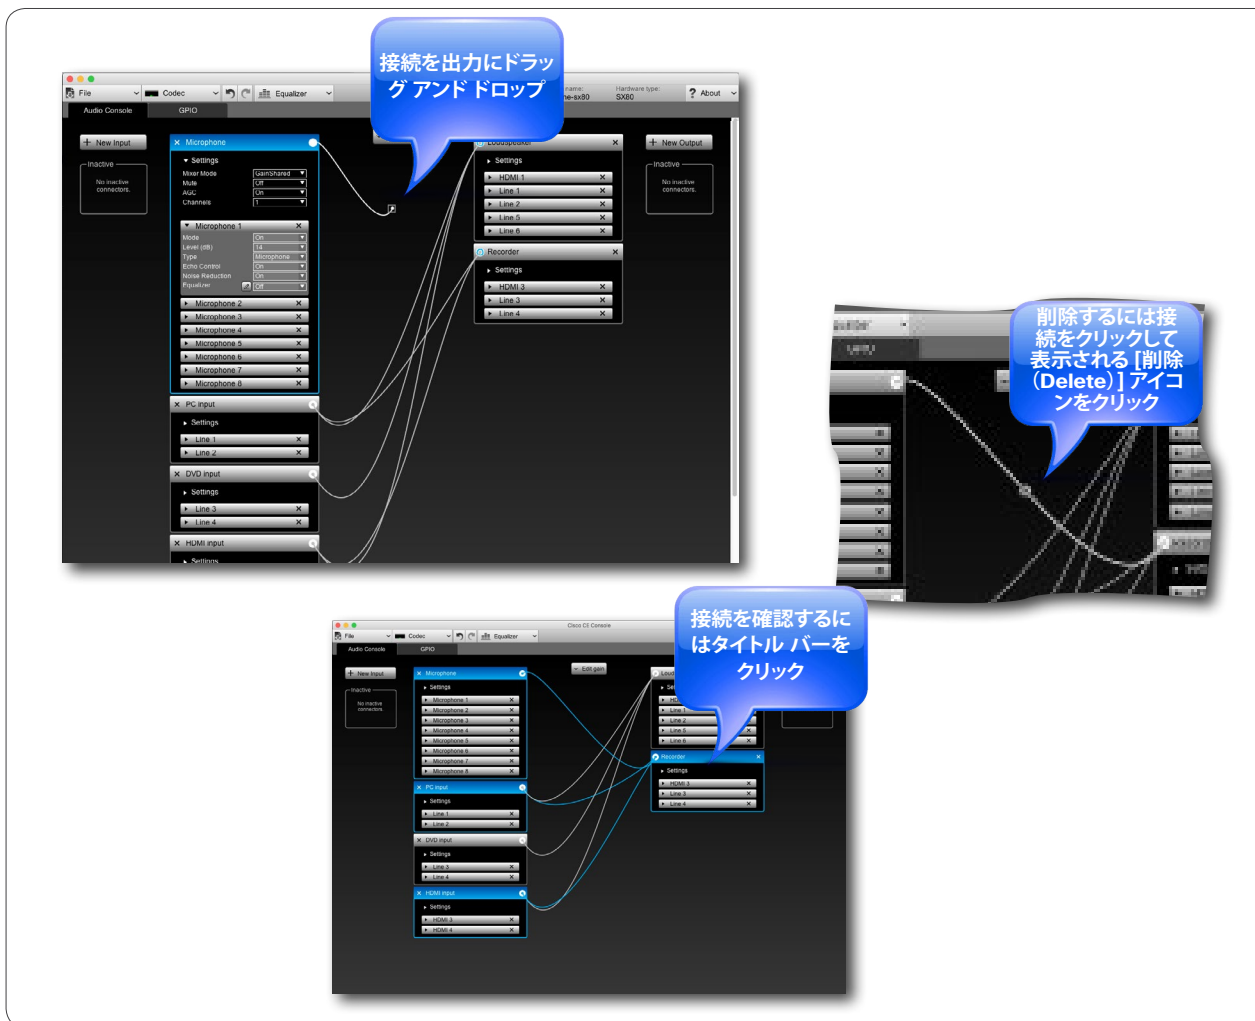 接続を出力にドラッ
グ アンド ドロップ
File
Codec
Equalizer
name:
ne-sx80
Hardware type:
SX80
? About
Audio Console
GPIO
+ New Input
Inactive
No inactive
connectors.
Microphone
Settings
Mixer Mode GainShared
Mute Off
AGC On
Channels 1
Microphone 1
Mode On
Level (dB) 14
Type Microphone
Echo Control On
Noise Reduction On
Equalizer Off
Microphone 2
Microphone 3
Microphone 4
Microphone 5
Microphone 6
Microphone 7
Microphone 8
PC input
Settings
Line 1
Line 2
DVD input
Settings
Line 3
Line 4
HDMI input
Settings
Loudspeaker
Settings
HDMI 1
Line 1
Line 2
Line 5
Line 6
Recorder
Settings
HDMI 3
Line 3
Line 4
+ New Output
Inactive
No inactive
connectors.
削除するには接
続をクリックして
表示される [削除
（Delete）] アイコ
ンをクリック
接続を確認するに
はタイトル バーを
クリック
Cisco CE Console
File
Codec
Equalizer
Audio Console
GPIO
+ New Input
Inactive
No inactive
connectors.
Edit gain
Microphone
Settings
Microphone 1
Microphone 2
Microphone 3
Microphone 4
Microphone 5
Microphone 6
Microphone 7
Microphone 8
PC input
Settings
Line 1
Line 2
DVD input
Settings
Line 3
Line 4
HDMI input
Settings
HDMI 3
HDMI 4
Line 1
Line 2
Line 5
Line 6
Recorder
Settings
HDMI 3
Line 3
Line 4
connectors.